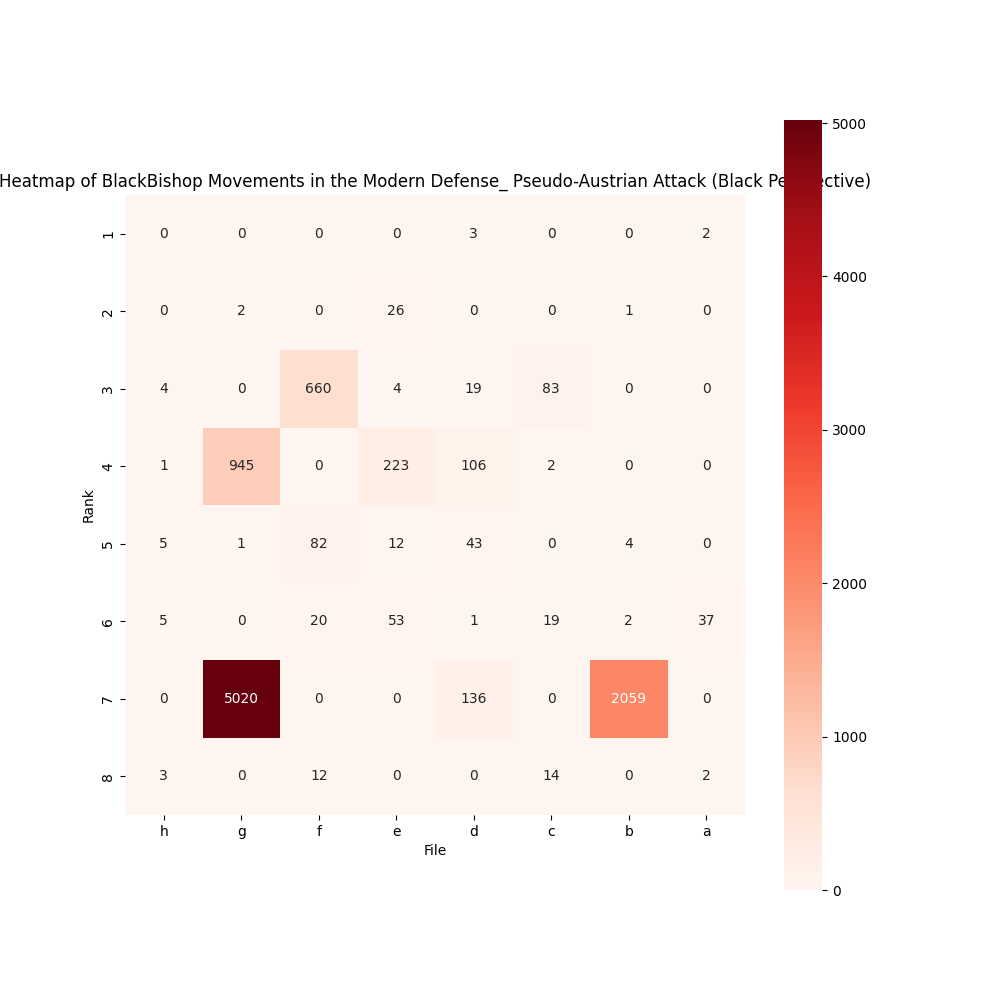 Heatmap of BlackBishop Movements in the Modern Defense_ Pseudo-Austrian Attack (Black Pe ective)
5000
4000
3000
2000
1000
0
Rank
1 0 0 0 0 3 0 0 2
2 0 2 0 26 0 0 1 0
3 4 0 660 4 19 83 0 0
4 1 945 0 223 106 2 0 0
5 5 1 82 12 43 0 4 0
6 5 0 20 53 1 19 2 37
7 0 5020 0 0 136 0 2059 0
8 3 0 12 0 0 14 0 2
h g f e d c b a
File